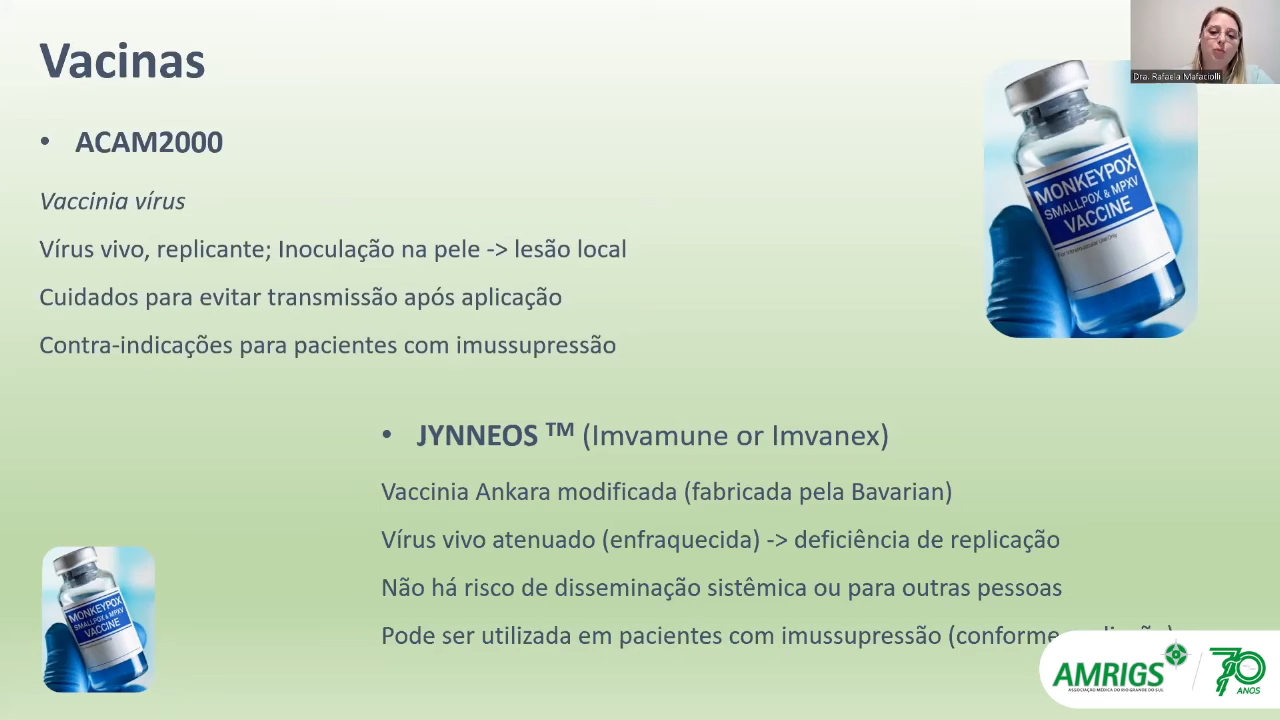 Vacinas
Dra. Rafaela Mafaciolli
• ACAM2000
Vaccinia vírus
Vírus vivo, replicante; Inoculação na pele -> lesão local
Cuidados para evitar transmissão após aplicação
Contra-indicações para pacientes com imussupressão
MONKEYPOX
SMALLPOX & MPXV
VACCINE
For Intramuscular Use Only
• JYNNEOS TM (Imvamune or Imvanex)
Vaccinia Ankara modificada (fabricada pela Bavarian)
Vírus vivo atenuado (enfraquecida) -> deficiência de replicação
Não há risco de disseminação sistêmica ou para outras pessoas
Pode ser utilizada em pacientes com imussupressão (conforme
MONKEYPOX
SMALLPOX & MPXV
VACCINE
AMRIGS
ASSOCIAÇÃO MÉDICA DO RIO GRANDE DO SUL
70
ANOS